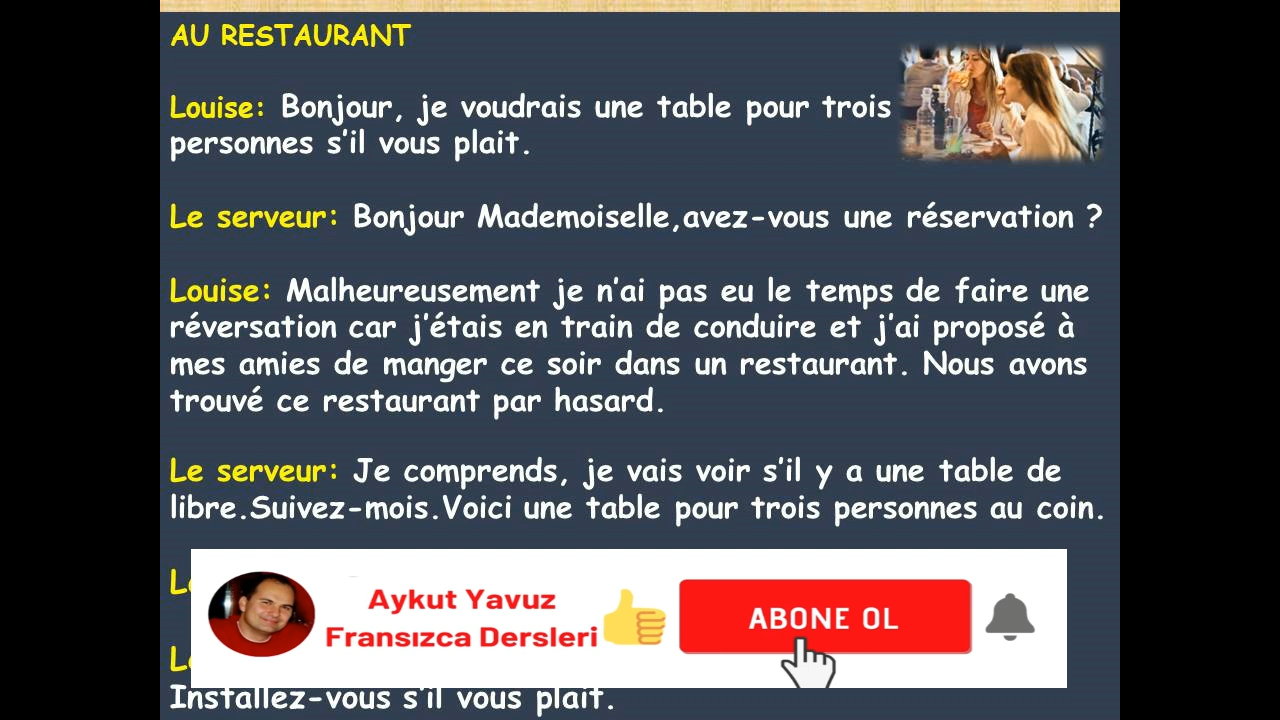 AU RESTAURANT
Louise: Bonjour, je voudrais une table pour trois
personnes s'il vous plait.
Le serveur: Bonjour Mademoiselle,avez-vous une réservation ?
Louise: Malheureusement je n'ai pas eu le temps de faire une
réversation car j'étais en train de conduire et j'ai proposé à
mes amies de manger ce soir dans un restaurant. Nous avons
trouvé ce restaurant par hasard.
Le serveur: Je comprends, je vais voir s'il y a une table de
libre.Suivez-mois.Voici une table pour trois personnes au coin.
Aykut Yavuz
Fransızca Dersleri
ABONE OL
Installez-vous s'il vous plait.